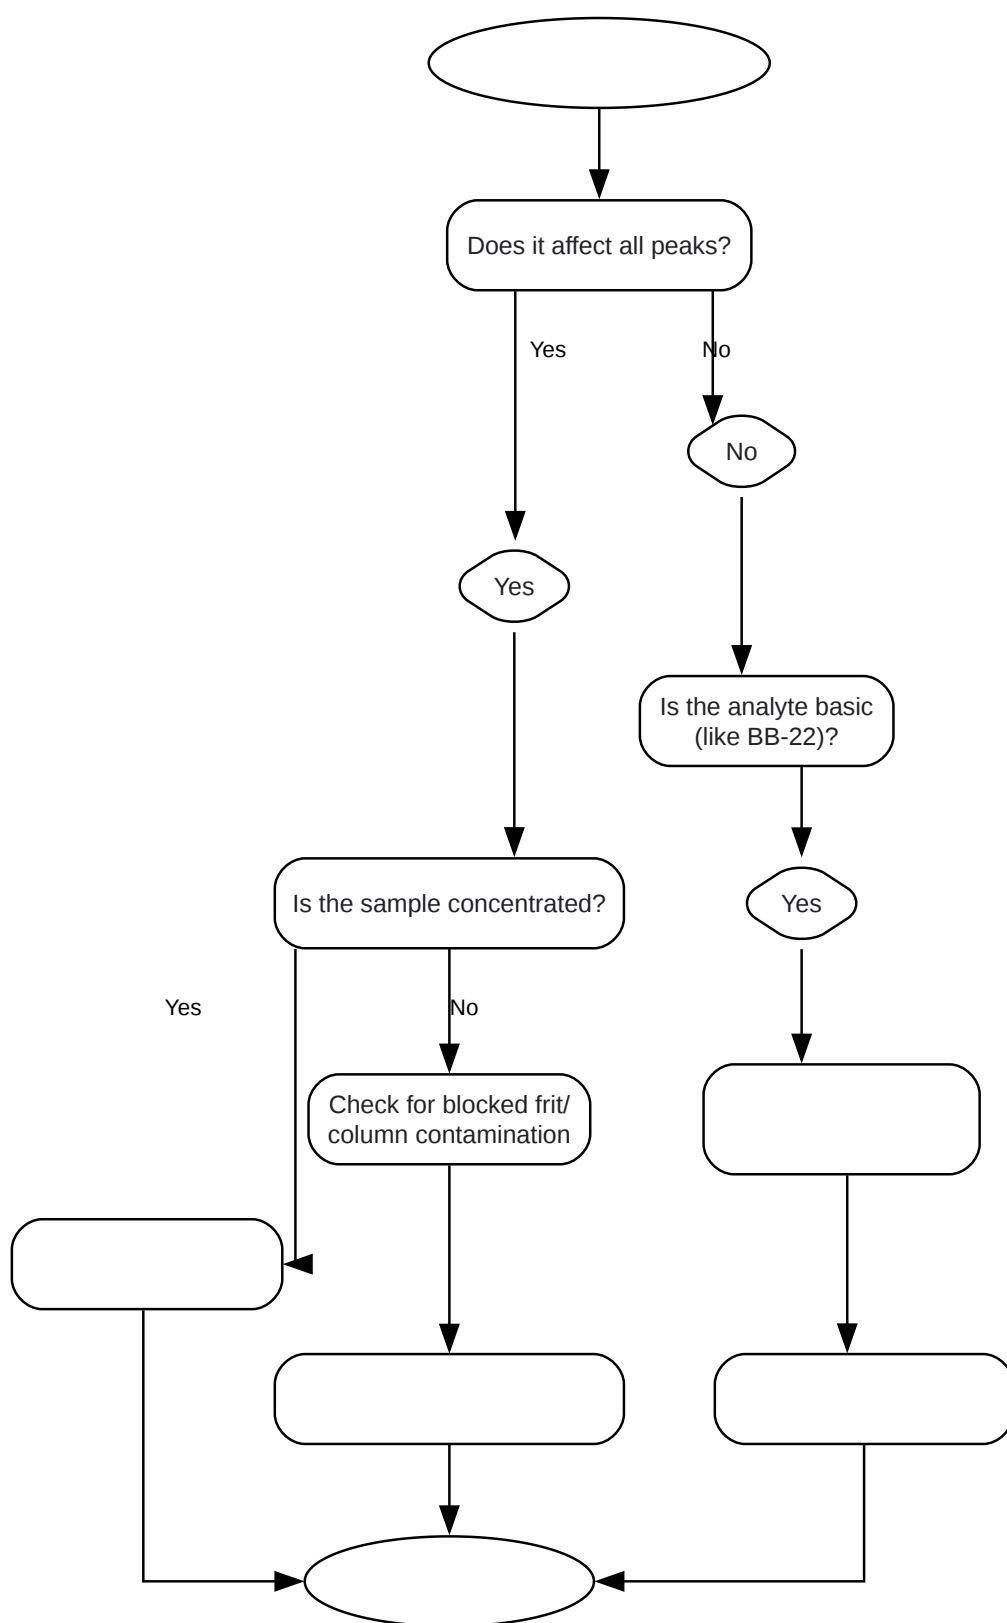 Does it affect all peaks?
Yes
No
No
Yes
Is the analyte basic
(like BB-22)?
Is the sample concentrated?
Yes
Yes
No
Check for blocked frit/
column contamination